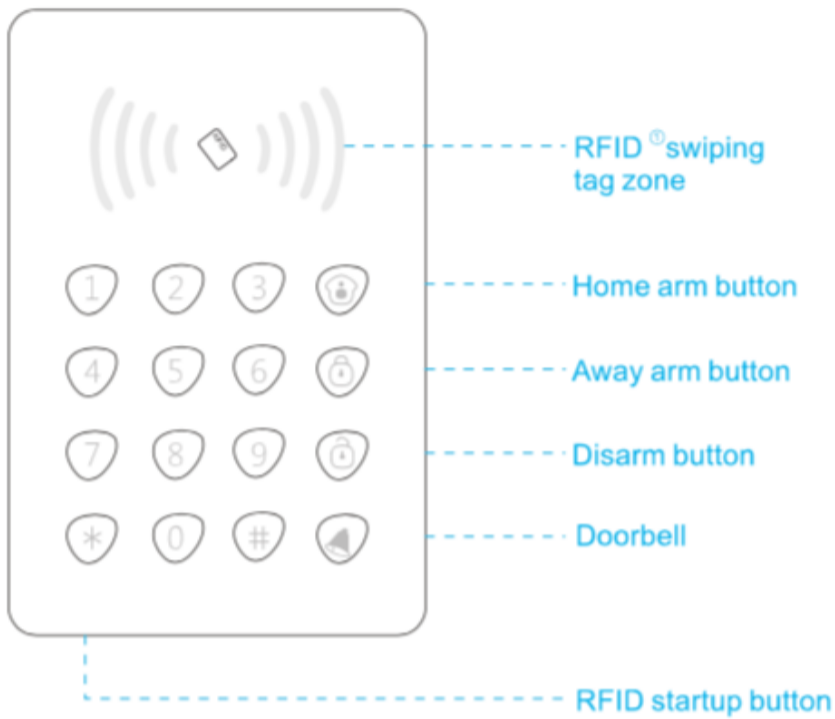 RFID ①swiping
tag zone
1 2 3
Home arm button
4 5 6
Away arm button
7 8 9
Disarm button
* 0 #
Doorbell
RFID startup button